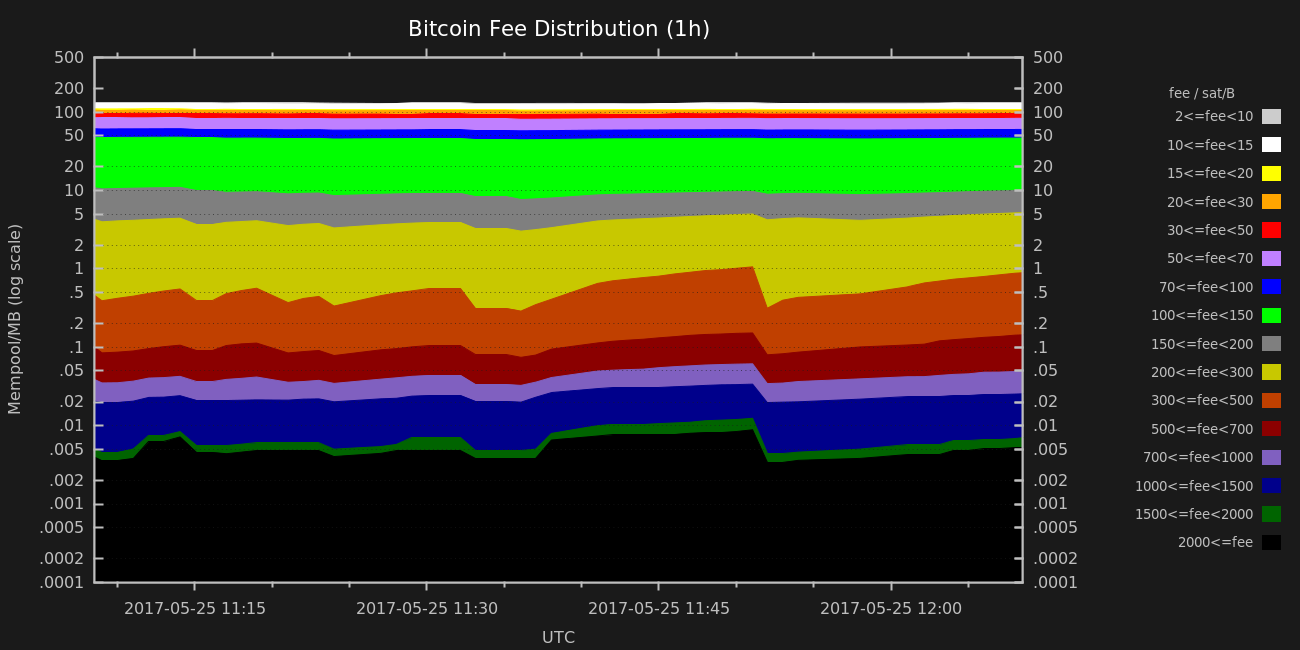 Bitcoin Fee Distribution (1h)
500
200
100
50
20
10
5
2
1
.5
.2
.1
.05
.02
.01
.005
.002
.001
.0005
.0002
.0001
Mempool/MB (log scale)
500
200
100
50
20
10
5
2
1
.5
.2
.1
.05
.02
.01
.005
.002
.001
.0005
.0002
.0001
2017-05-25 11:15 2017-05-25 11:30 2017-05-25 11:45 2017-05-25 12:00
UTC
fee / sat/B
2<=fee<10
10<=fee<15
15<=fee<20
20<=fee<30
30<=fee<50
50<=fee<70
70<=fee<100
100<=fee<150
150<=fee<200
200<=fee<300
300<=fee<500
500<=fee<700
700<=fee<1000
1000<=fee<1500
1500<=fee<2000
2000<=fee